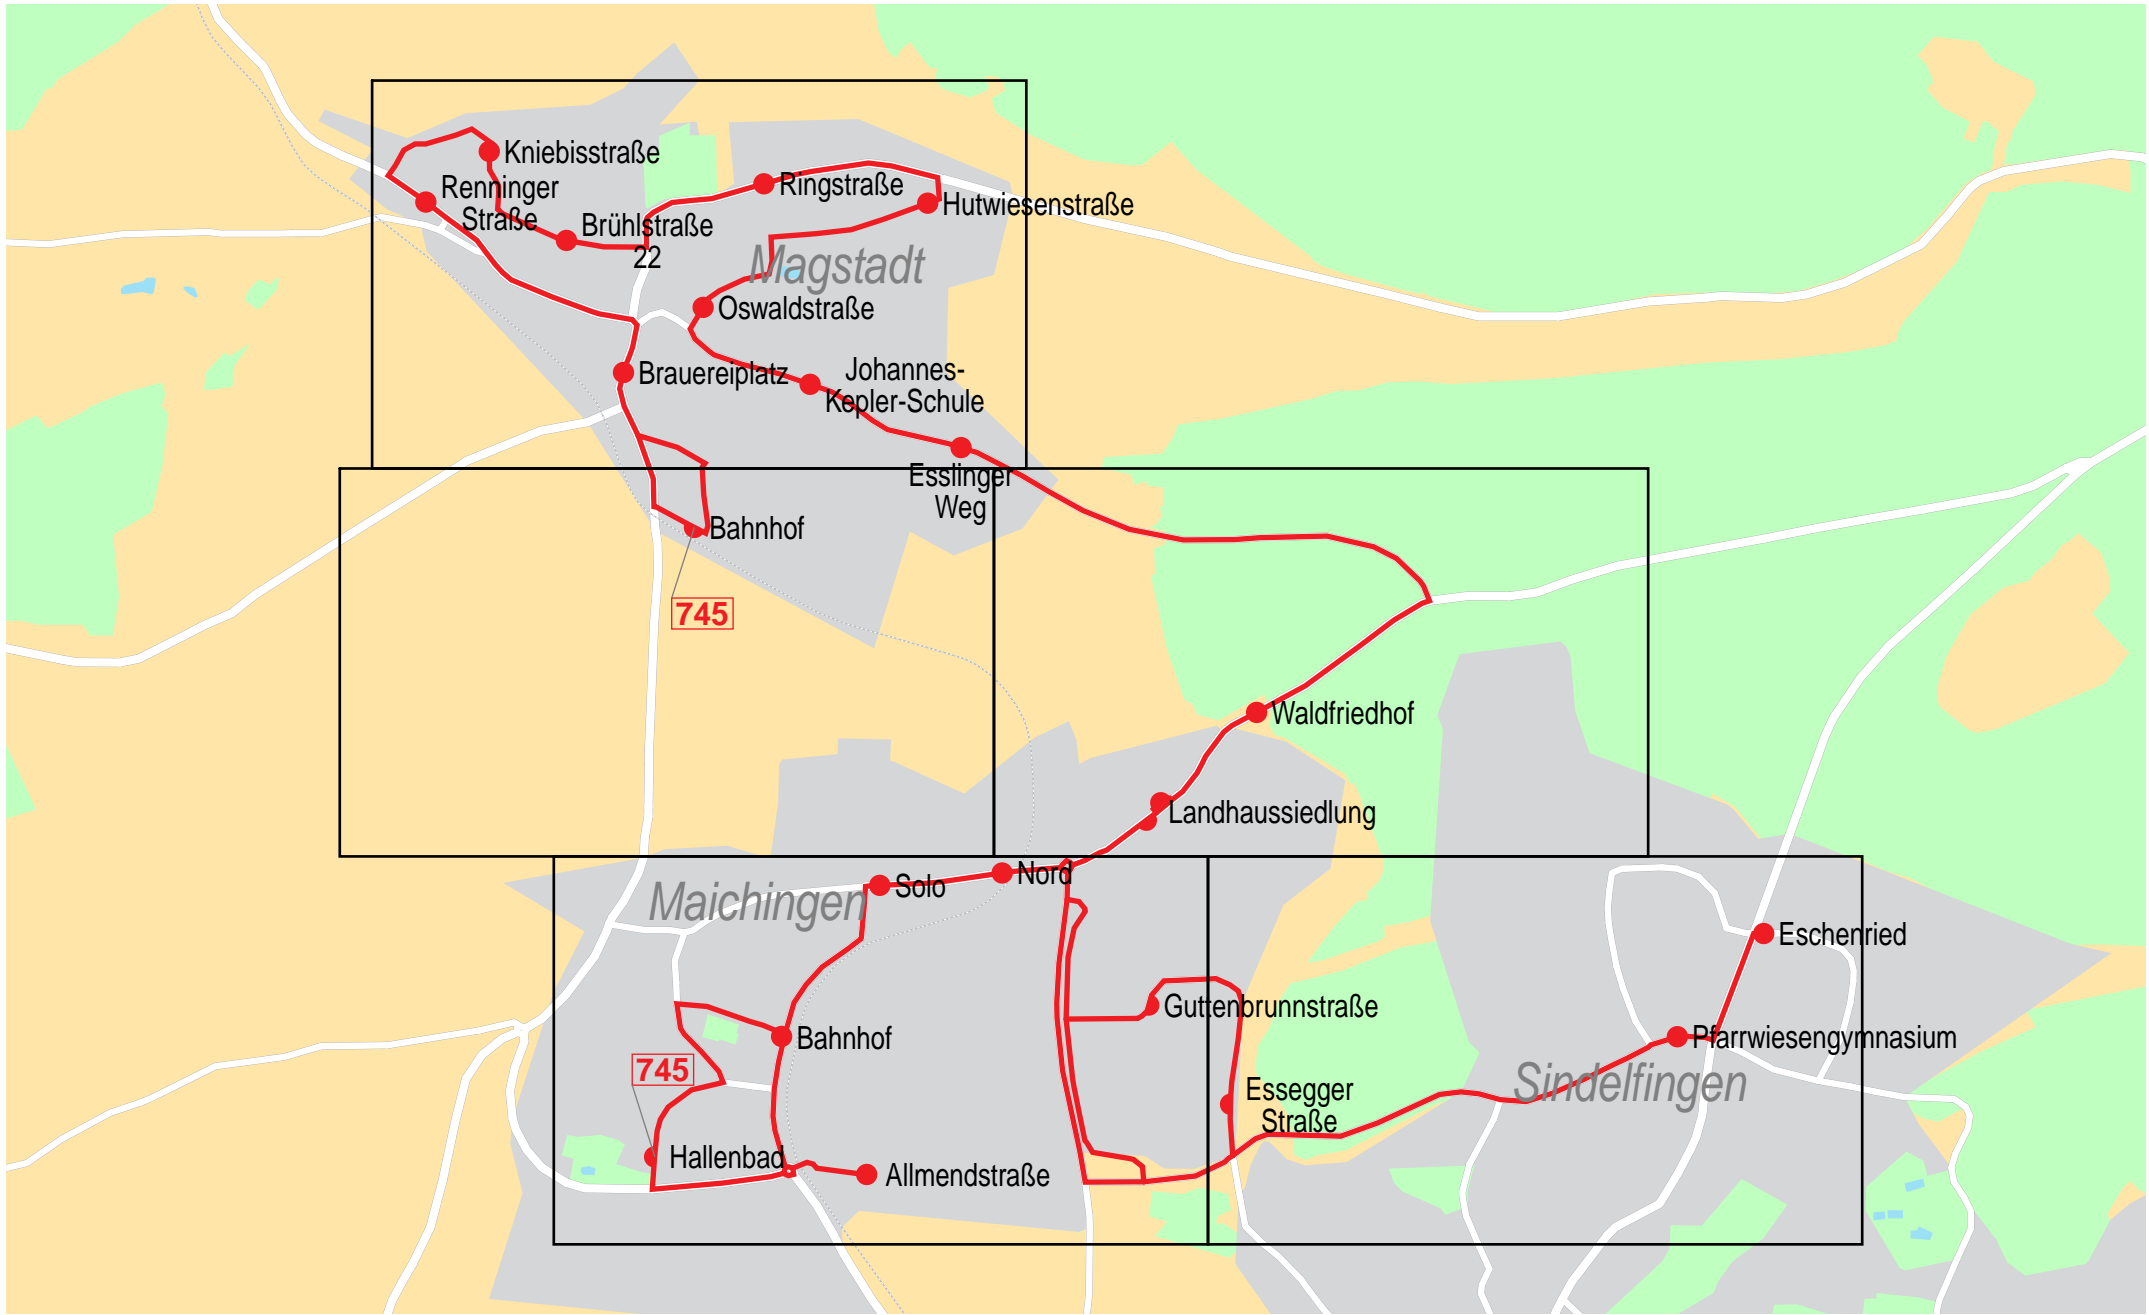 Kniebisstraße
Renninger
Straße
Ringstraße
Hutwiesenstraße
Brühlstraße
22
Magstadt
Oswaldstraße
Brauereiplatz
Johannes-
Kepler-Schule
Esslinger
Weg
Bahnhof
745
Waldfriedhof
Landhaussiedlung
Nord
Solo
Maichingen
Eschenried
Guttenbrunnstraße
Bahnhof
Pfarrwiesengymnasium
745
Sindelfingen
Essegger
Straße
Hallenbad
Allmendstraße